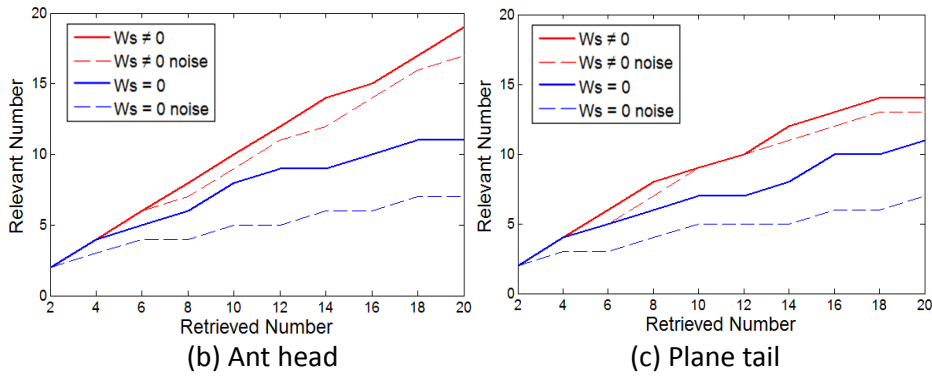 20
15
10
5
0
Relevant Number
Ws ≠ 0
Ws ≠ 0 noise
Ws = 0
Ws = 0 noise
2 4 6 8 10 12 14 16 18 20
Retrieved Number
(b) Ant head
20
15
10
5
0
Relevant Number
Ws ≠ 0
Ws ≠ 0 noise
Ws = 0
Ws = 0 noise
2 4 6 8 10 12 14 16 18 20
Retrieved Number
(c) Plane tail